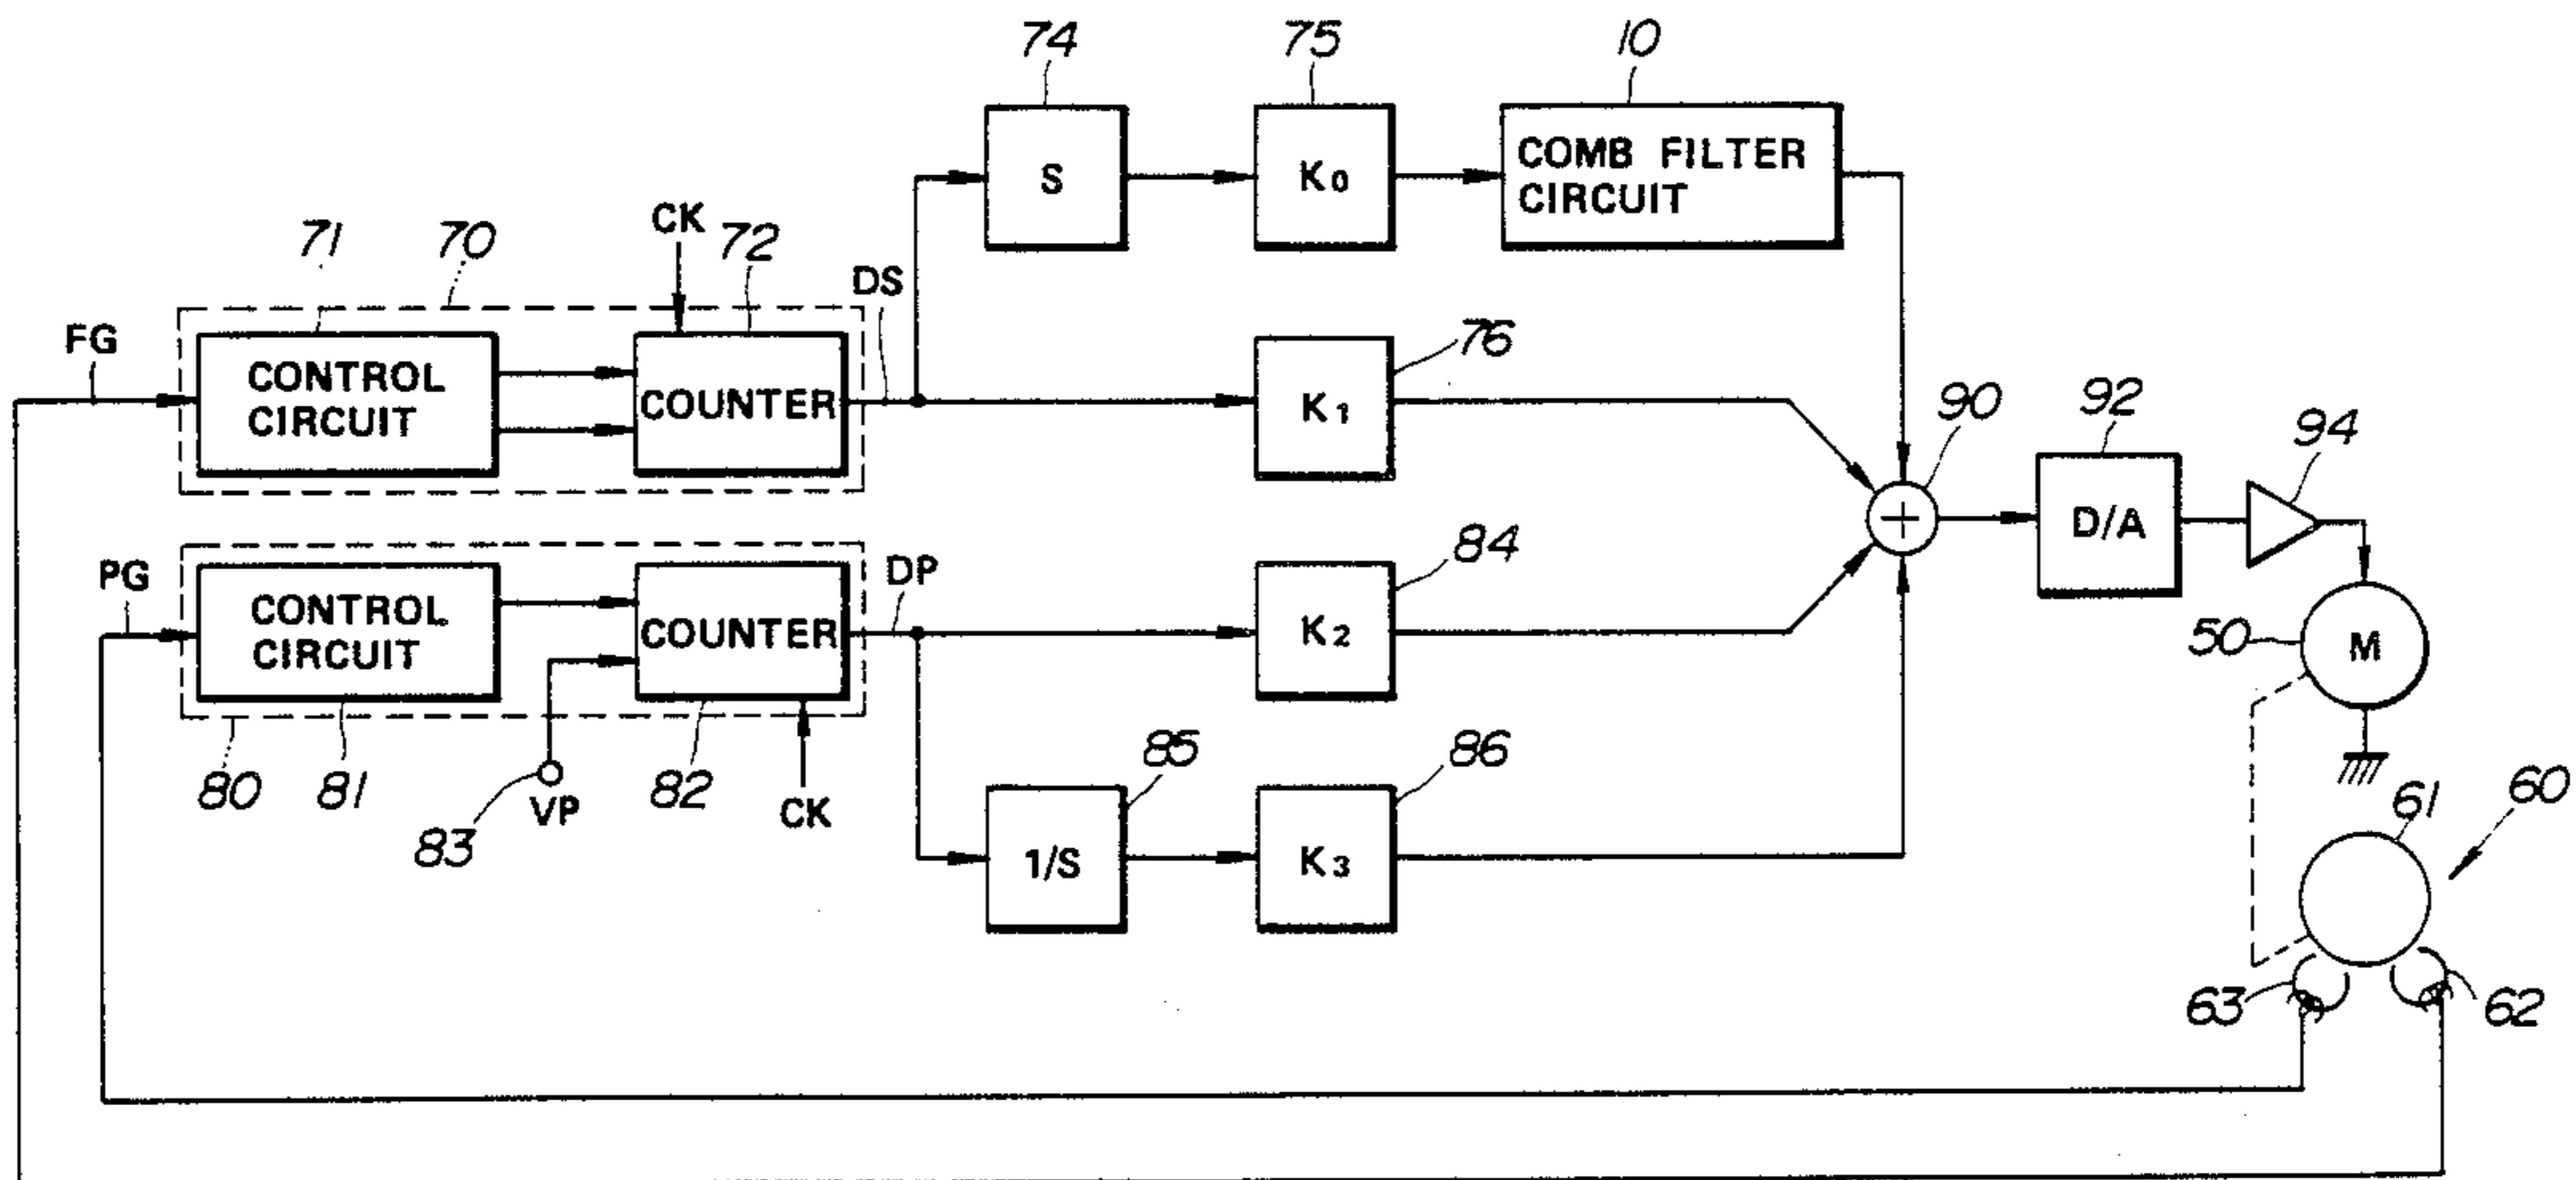 74
75
10
S
K0
COMB FILTER
CIRCUIT
71
70
CK
72
DS
76
FG
CONTROL
CIRCUIT
COUNTER
K1
90
92
94
D/A
PG
CONTROL
CIRCUIT
COUNTER
DP
84
K2
50
M
80
81
83
VP
82
CK
85
86
1/S
K3
61
60
63
62